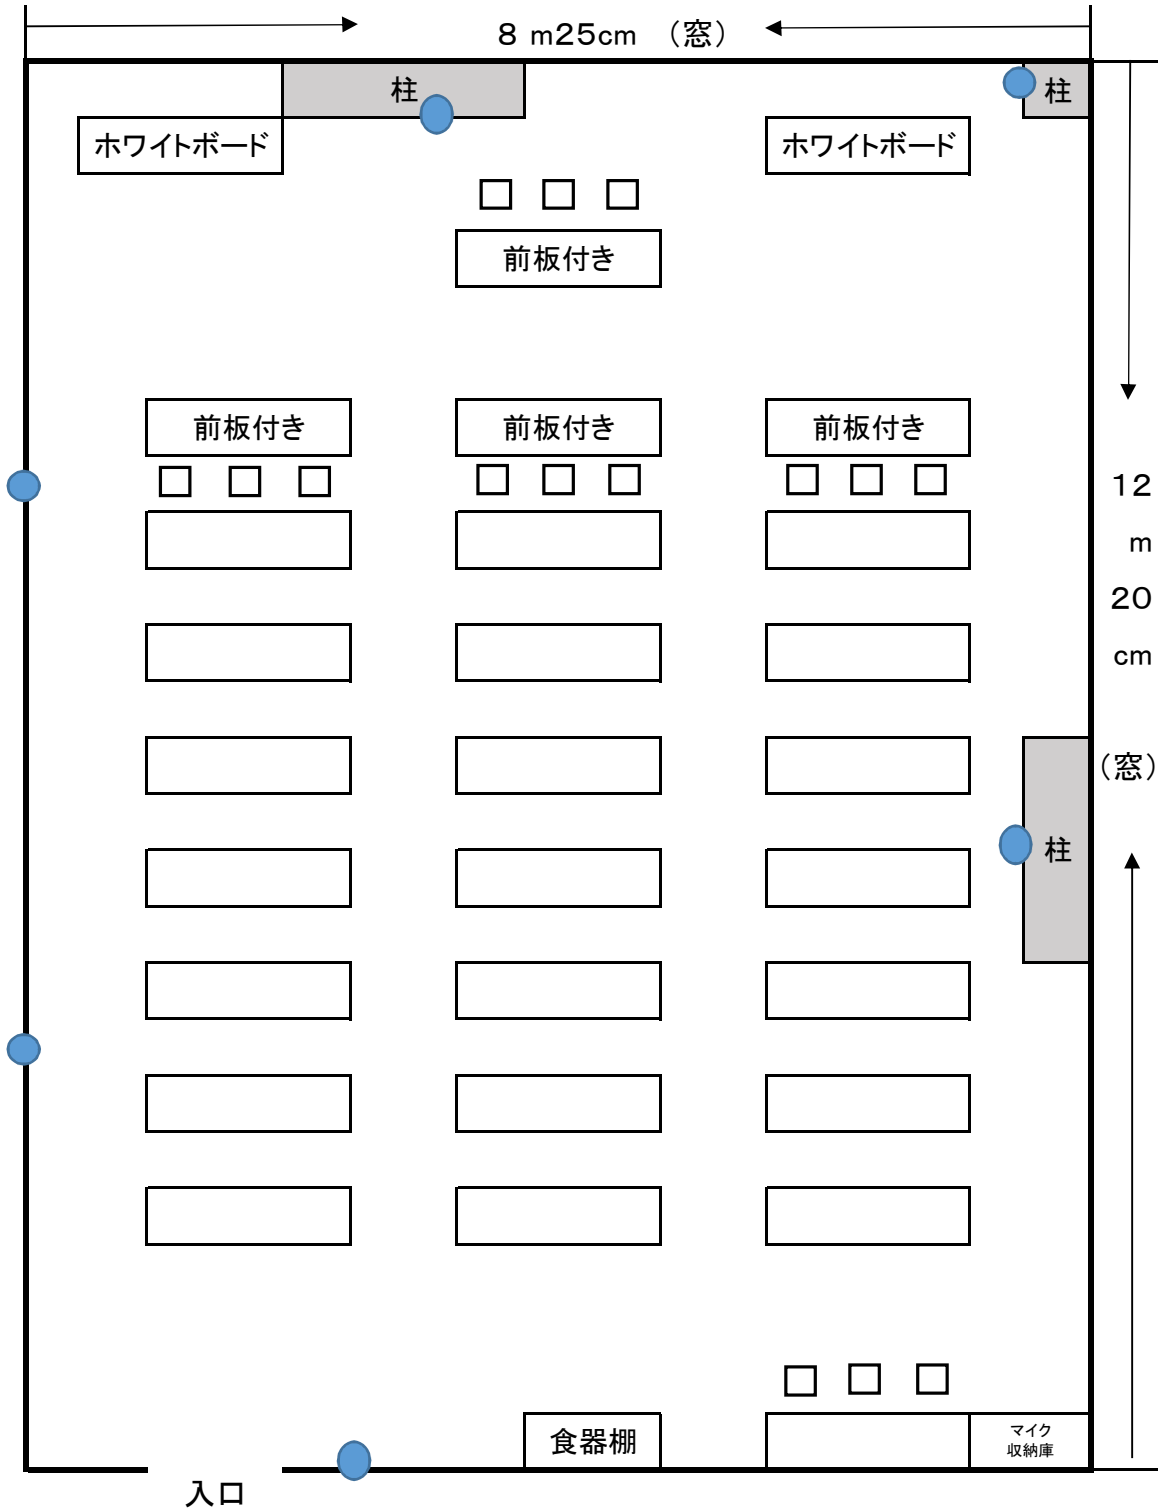 ８ m25cm （窓）
柱
柱
ホワイトボード
ホワイトボード
前板付き
前板付き
前板付き
前板付き
12
m
20
cm
（窓）
柱
食器棚
マイク
収納庫
入口